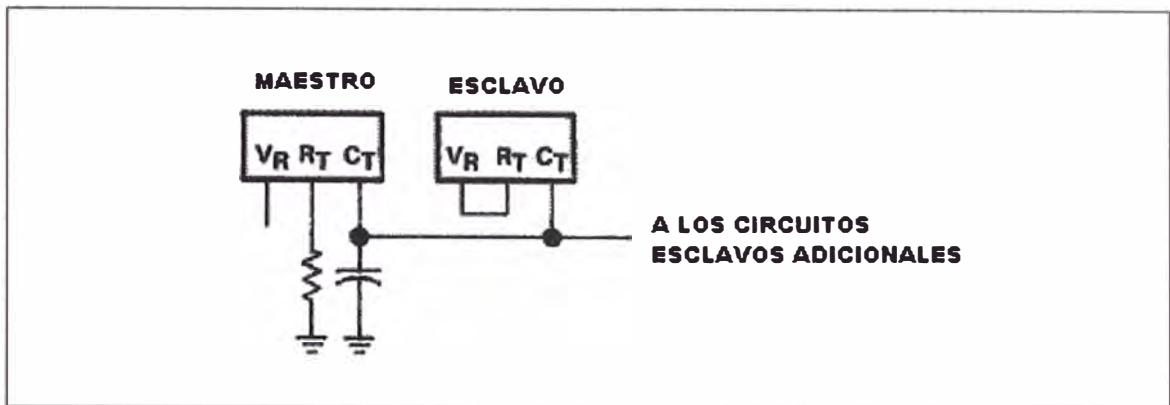 MAESTRO ESCLAVO
VR RT CT VR RT CT
A LOS CIRCUITOS
ESCLAVOS ADICIONALES